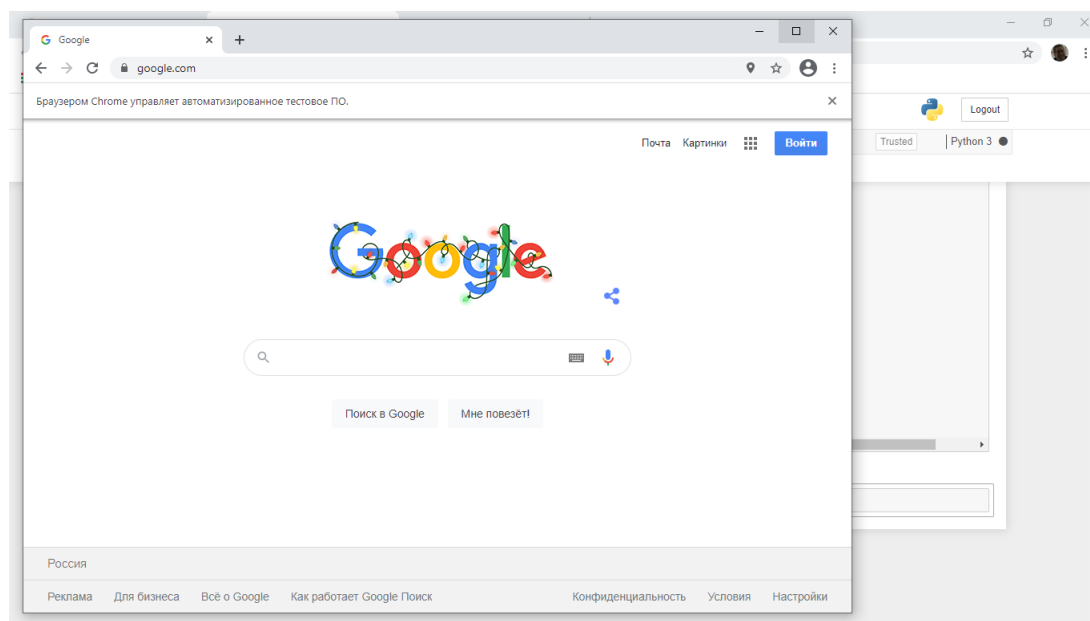 Google
google.com
Браузером Chrome управляет автоматизированное тестовое ПО.
Logout
Trusted
Python 3
Почта Картинки Войти
Google
Поиск в Google Мне повезёт!
Россия
Реклама Для бизнеса Всё о Google Как работает Google Поиск Конфиденциальность Условия Настройки